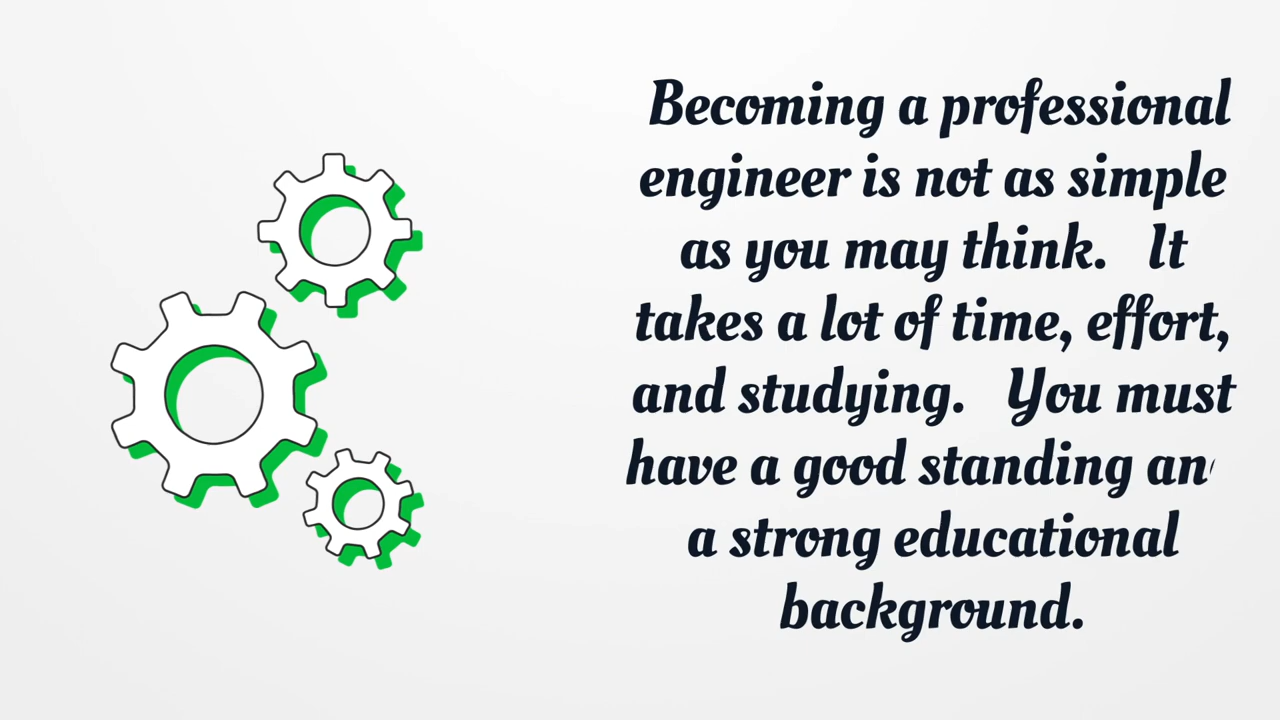 Becoming a professional
engineer is not as simple
as you may think. It
takes a lot of time, effort,
and studying. You must
have a good standing an
a strong educational
background.